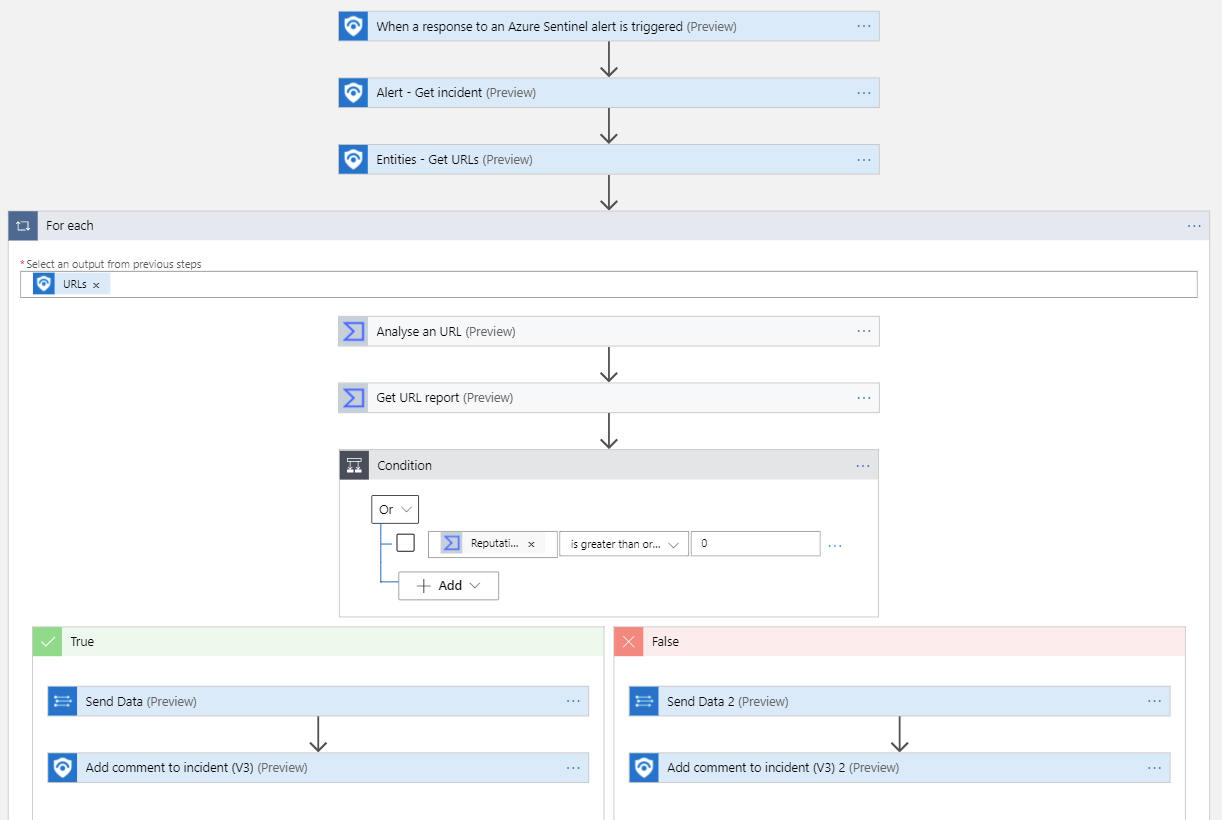 When a response to an Azure Sentinel alert is triggered (Preview)
Alert - Get incident (Preview)
Entities - Get URLs (Preview)
For each
*Select an output from previous steps
URLs ×
Analyse an URL (Preview)
Get URL report (Preview)
Condition
Or
Reputati... × is greater than or... 0
+ Add
True
False
Send Data (Preview)
Send Data 2 (Preview)
Add comment to incident (V3) (Preview)
Add comment to incident (V3) 2 (Preview)